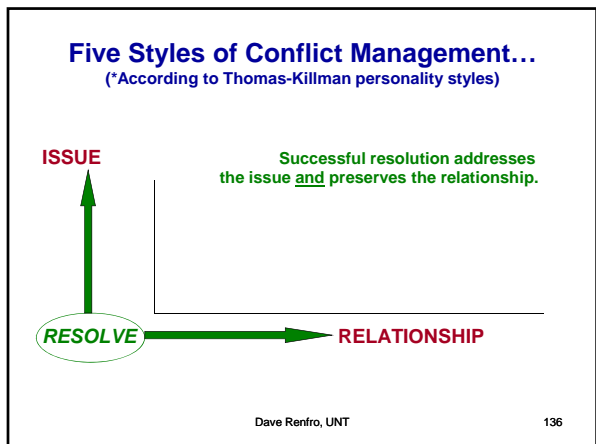 Five Styles of Conflict Management…
(*According to Thomas-Killman personality styles)
ISSUE
Successful resolution addresses
the issue and preserves the relationship.
RESOLVE
RELATIONSHIP
Dave Renfro, UNT
136